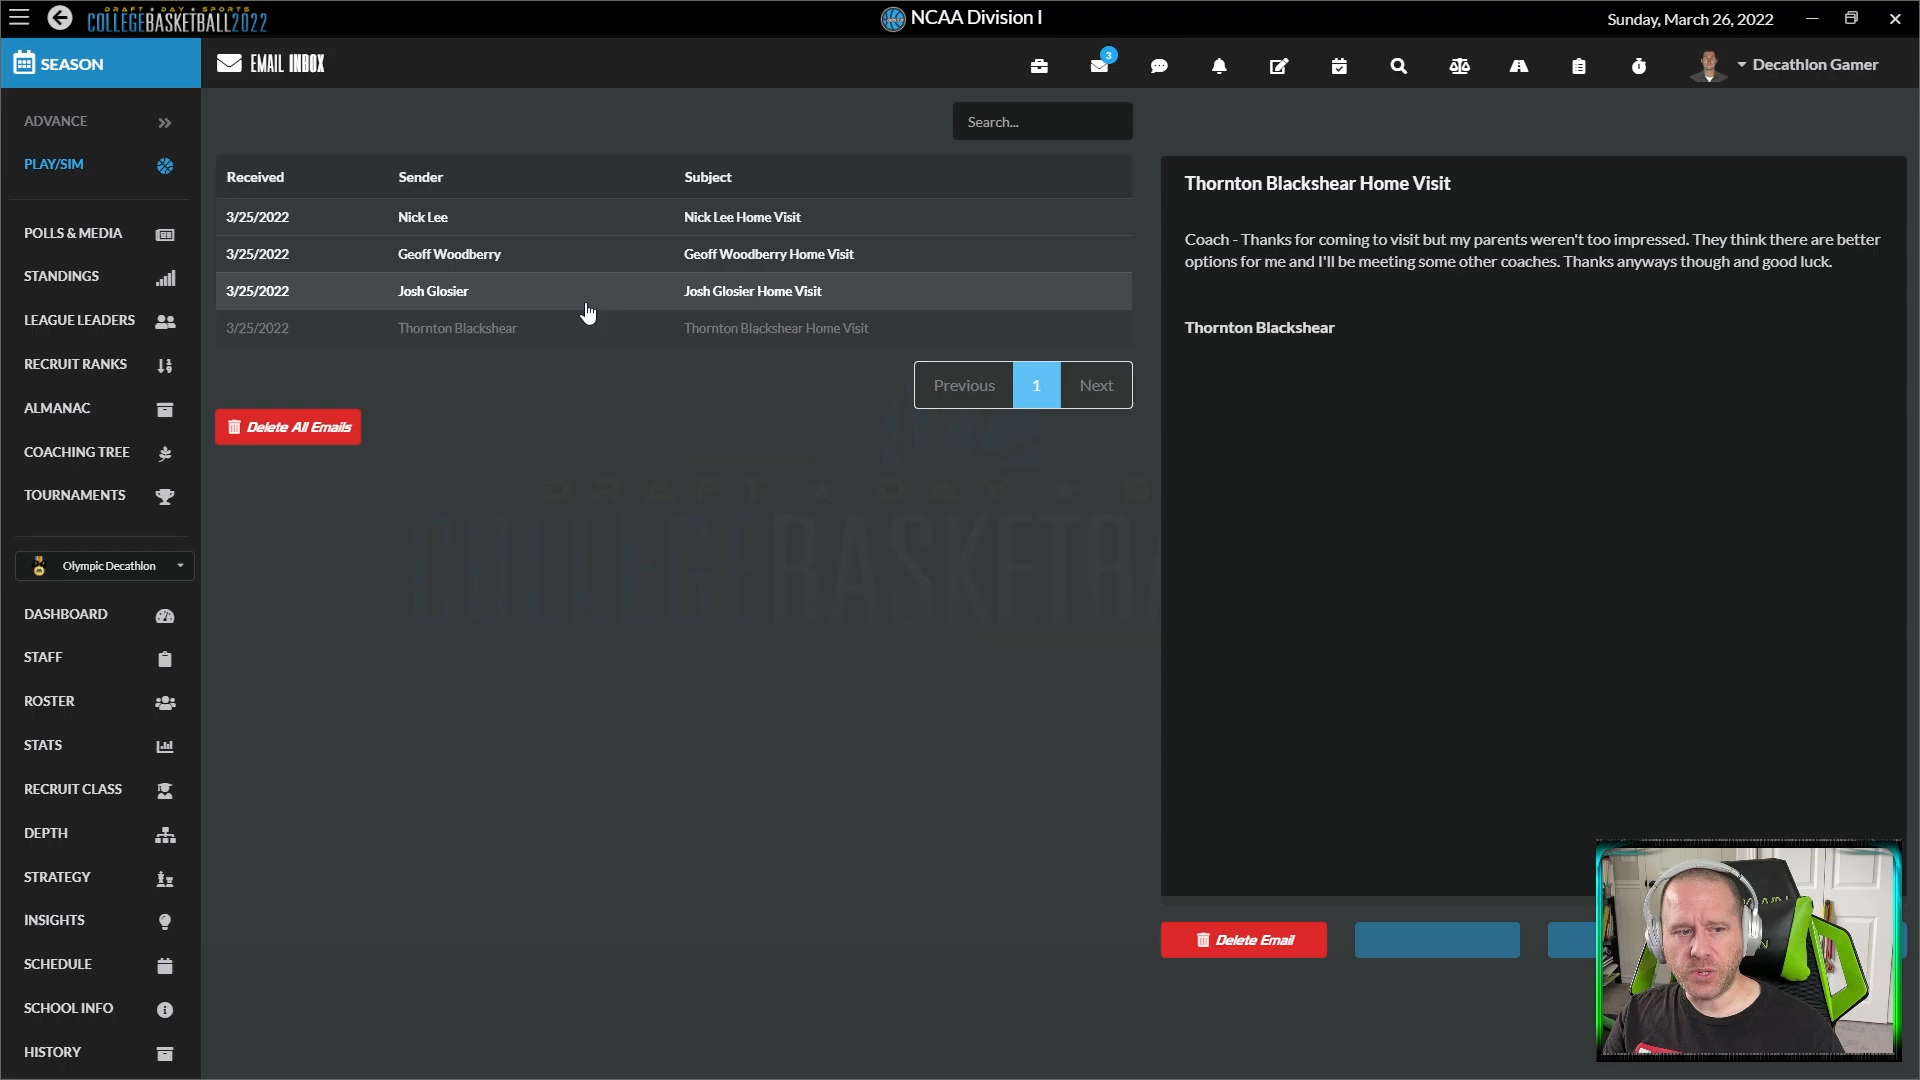 DRAFT DAY SPORTS
COLLEGEBASKETBALL2022
NCAA Division I
Sunday, March 26, 2022
SEASON
EMAIL INBOX
3
Decathlon Gamer
ADVANCE
PLAY/SIM
POLLS & MEDIA
STANDINGS
LEAGUE LEADERS
RECRUIT RANKS
ALMANAC
COACHING TREE
TOURNAMENTS
Olympic Decathlon
DASHBOARD
STAFF
ROSTER
STATS
RECRUIT CLASS
DEPTH
STRATEGY
INSIGHTS
SCHEDULE
SCHOOL INFO
HISTORY
Search...
Received Sender Subject
3/25/2022 Nick Lee Nick Lee Home Visit
3/25/2022 Geoff Woodberry Geoff Woodberry Home Visit
3/25/2022 Josh Glosier Josh Glosier Home Visit
3/25/2022 Thornton Blackshear Thornton Blackshear Home Visit
Previous 1 Next
Delete All Emails
DRAFT ★ DAY ★ S
COLLEGEBASKETBA
Thornton Blackshear Home Visit
Coach - Thanks for coming to visit but my parents weren't too impressed. They think there are better
options for me and I'll be meeting some other coaches. Thanks anyways though and good luck.
Thornton Blackshear
Delete Email